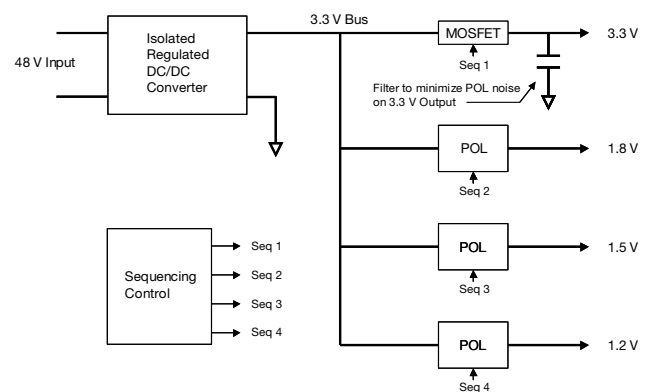 3.3 V Bus
MOSFET
3.3 V
Isolated
Regulated
DC/DC
Converter
48 V Input
Seq 1
Filter to minimize POL noise
on 3.3 V Output
POL
1.8 V
Seq 2
POL
1.5 V
Seq 3
POL
1.2 V
Seq 4
Sequencing
Control
Seq 1
Seq 2
Seq 3
Seq 4